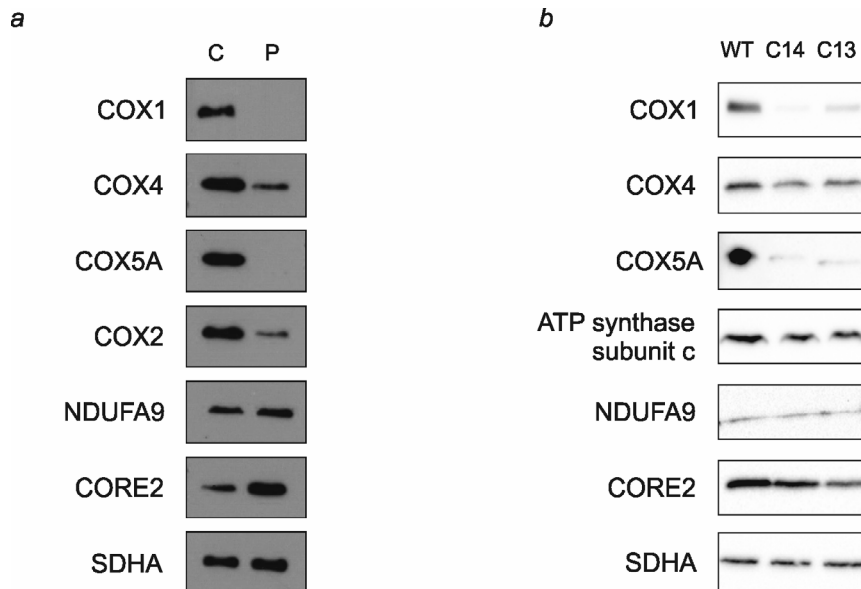 a
C P
COX1
COX4
COX5A
COX2
NDUFA9
CORE2
SDHA
b
WT C14 C13
COX1
COX4
COX5A
ATP synthase
subunit c
NDUFA9
CORE2
SDHA